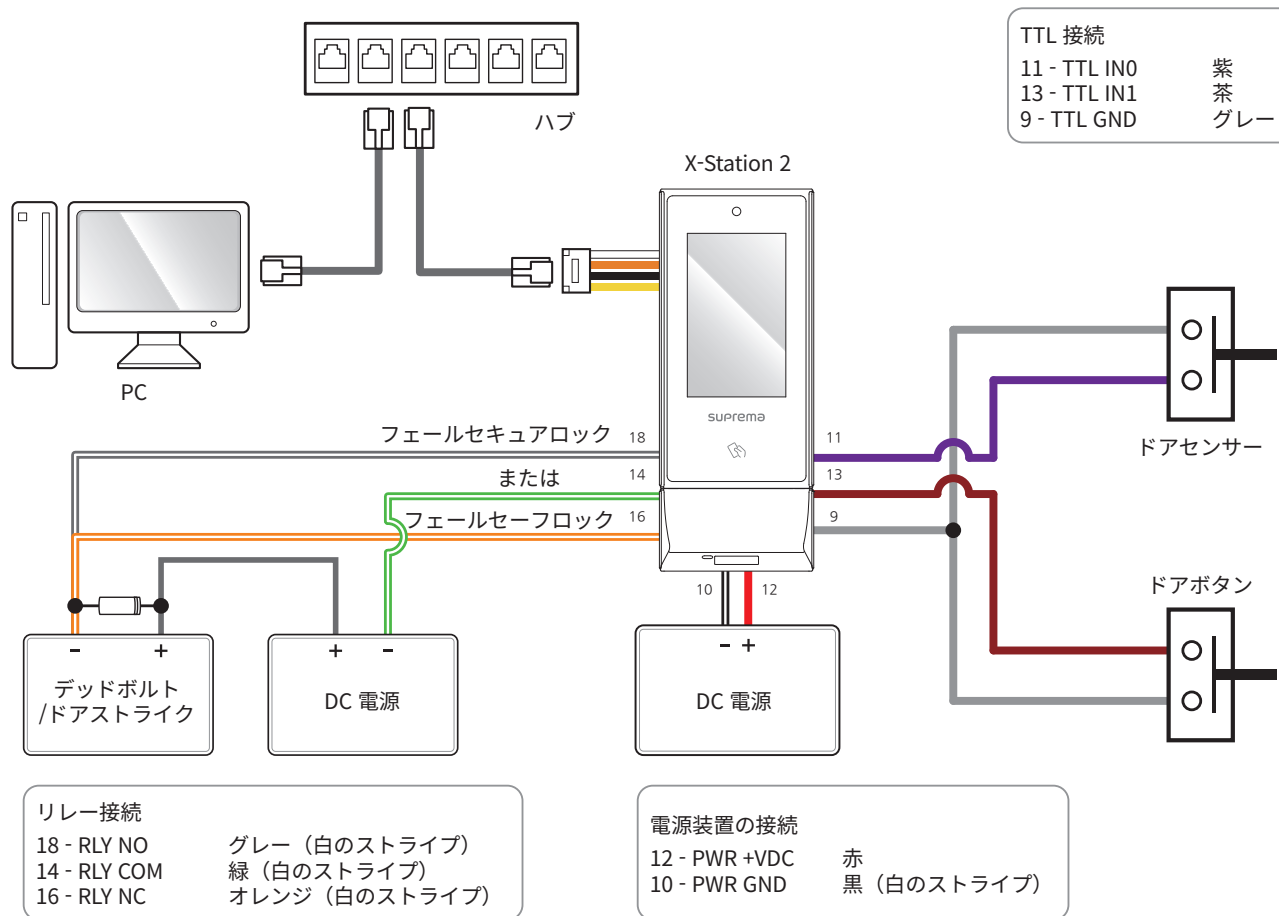 TTL 接続
11 - TTL IN0 紫
13 - TTL IN1 茶
9 - TTL GND グレー
ハブ
X-Station 2
PC
suprema
フェールセキュアロック 18
または 14
フェールセーフロック 16
11
13
9
ドアセンサー
10 12
ドアボタン
- +
デッドボルト
/ドアストライク
+ -
DC 電源
- +
DC 電源
リレー接続
18 - RLY NO グレー（白のストライプ）
14 - RLY COM 緑（白のストライプ）
16 - RLY NC オレンジ（白のストライプ）
電源装置の接続
12 - PWR +VDC 赤
10 - PWR GND 黒（白のストライプ）